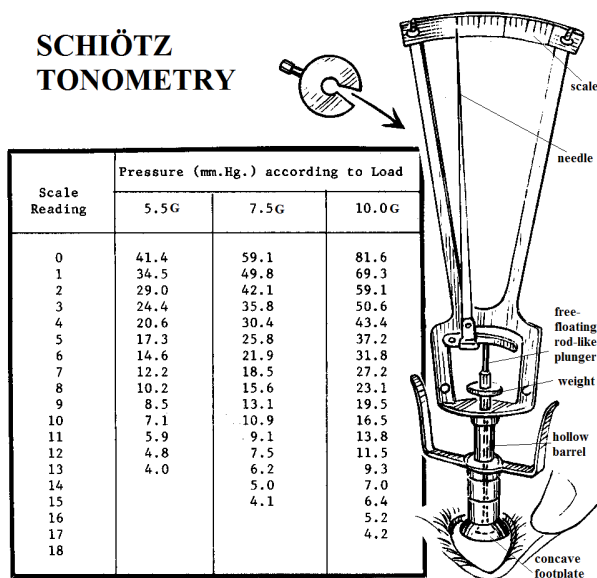 SCHIÖTZ
TONOMETRY
Scale
Reading
Pressure (mm.Hg.) according to Load
5.5G 7.5G 10.0G
0 41.4 59.1 81.6
1 34.5 49.8 69.3
2 29.0 42.1 59.1
3 24.4 35.8 50.6
4 20.6 30.4 43.4
5 17.3 25.8 37.2
6 14.6 21.9 31.8
7 12.2 18.5 27.2
8 10.2 15.6 23.1
9 8.5 13.1 19.5
10 7.1 10.9 16.5
11 5.9 9.1 13.8
12 4.8 7.5 11.5
13 4.0 6.2 9.3
14 5.0 7.0
15 4.1 6.4
16 5.2
17 4.2
18
scale
needle
free-
floating
rod-like
plunger
weight
hollow
barrel
concave
footplate